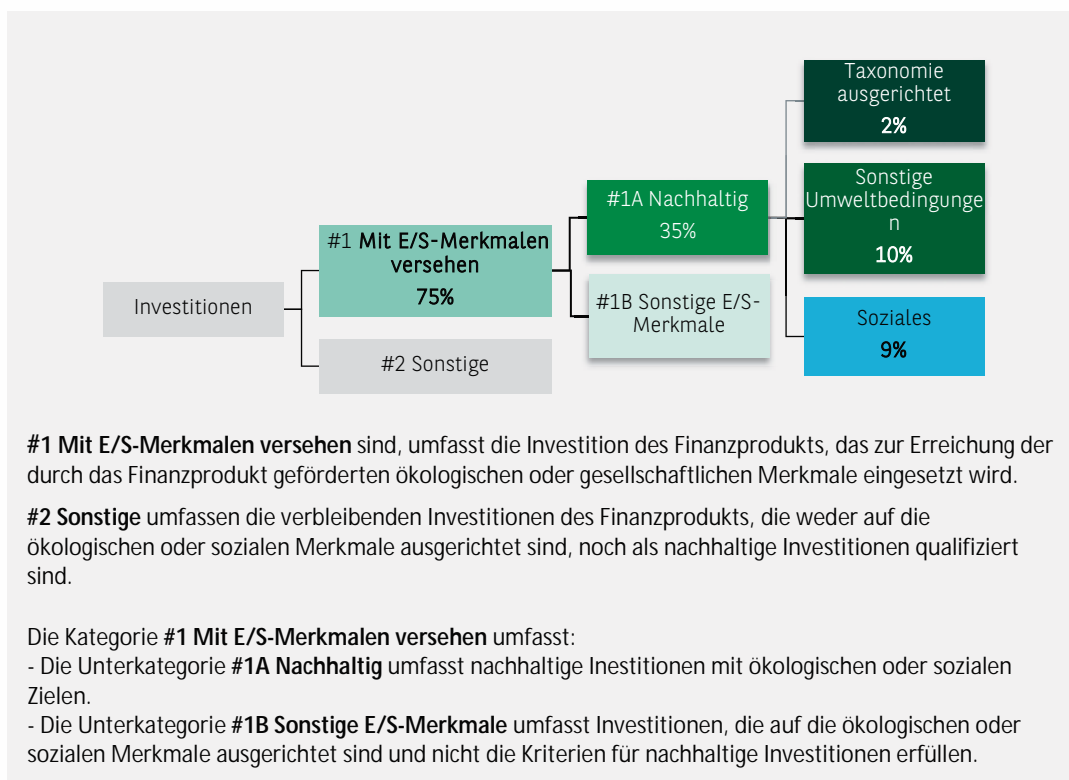 Taxonomie
ausgerichtet
2%
Sonstige
Umweltbedingunge
n
10%
#1A Nachhaltig
35%
#1 Mit E/S-Merkmalen
versehen
75%
#1B Sonstige E/S-
Merkmale
Investitionen
Soziales
9%
#2 Sonstige
#1 Mit E/S-Merkmalen versehen sind, umfasst die Investition des Finanzprodukts, das zur Erreichung der
durch das Finanzprodukt geförderten ökologischen oder gesellschaftlichen Merkmale eingesetzt wird.
#2 Sonstige umfassen die verbleibenden Investitionen des Finanzprodukts, die weder auf die
ökologischen oder sozialen Merkmale ausgerichtet sind, noch als nachhaltige Investitionen qualifiziert
sind.
Die Kategorie #1 Mit E/S-Merkmalen versehen umfasst:
- Die Unterkategorie #1A Nachhaltig umfasst nachhaltige Inestitionen mit ökologischen oder sozialen
Zielen.
- Die Unterkategorie #1B Sonstige E/S-Merkmale umfasst Investitionen, die auf die ökologischen oder
sozialen Merkmale ausgerichtet sind und nicht die Kriterien für nachhaltige Investitionen erfüllen.